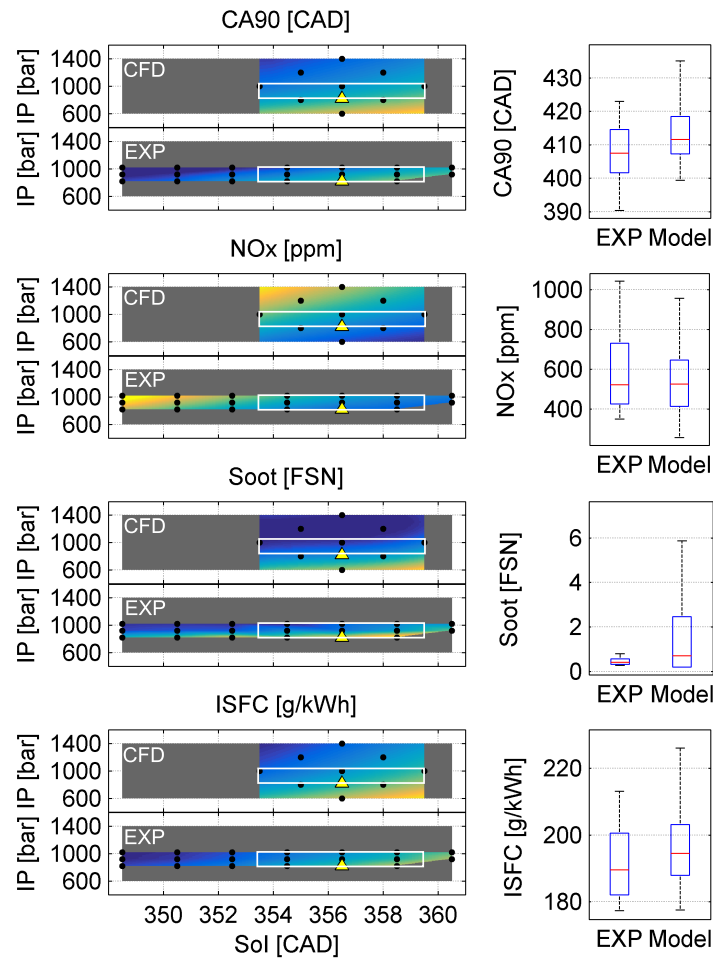 CA90 [CAD]
1400
1000
600
IP [bar]
CFD
1400
1000
600
IP [bar]
EXP
430
420
410
400
390
CA90 [CAD]
EXP Model
NOx [ppm]
1400
1000
600
IP [bar]
CFD
1400
1000
600
IP [bar]
EXP
1000
800
600
400
NOx [ppm]
EXP Model
Soot [FSN]
1400
1000
600
IP [bar]
CFD
1400
1000
600
IP [bar]
EXP
6
4
2
0
Soot [FSN]
EXP Model
ISFC [g/kWh]
1400
1000
600
IP [bar]
CFD
1400
1000
600
IP [bar]
EXP
350 352 354 356 358 360
SoI [CAD]
220
200
180
ISFC [g/kWh]
EXP Model